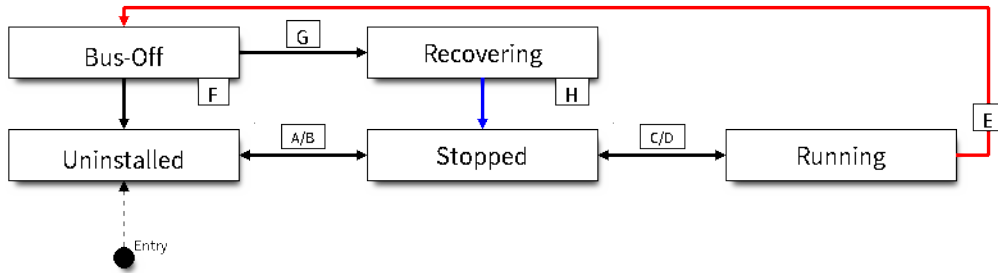 G
Bus-Off
Recovering
F
H
E
A/B
C/D
Uninstalled
Stopped
Running
Entry